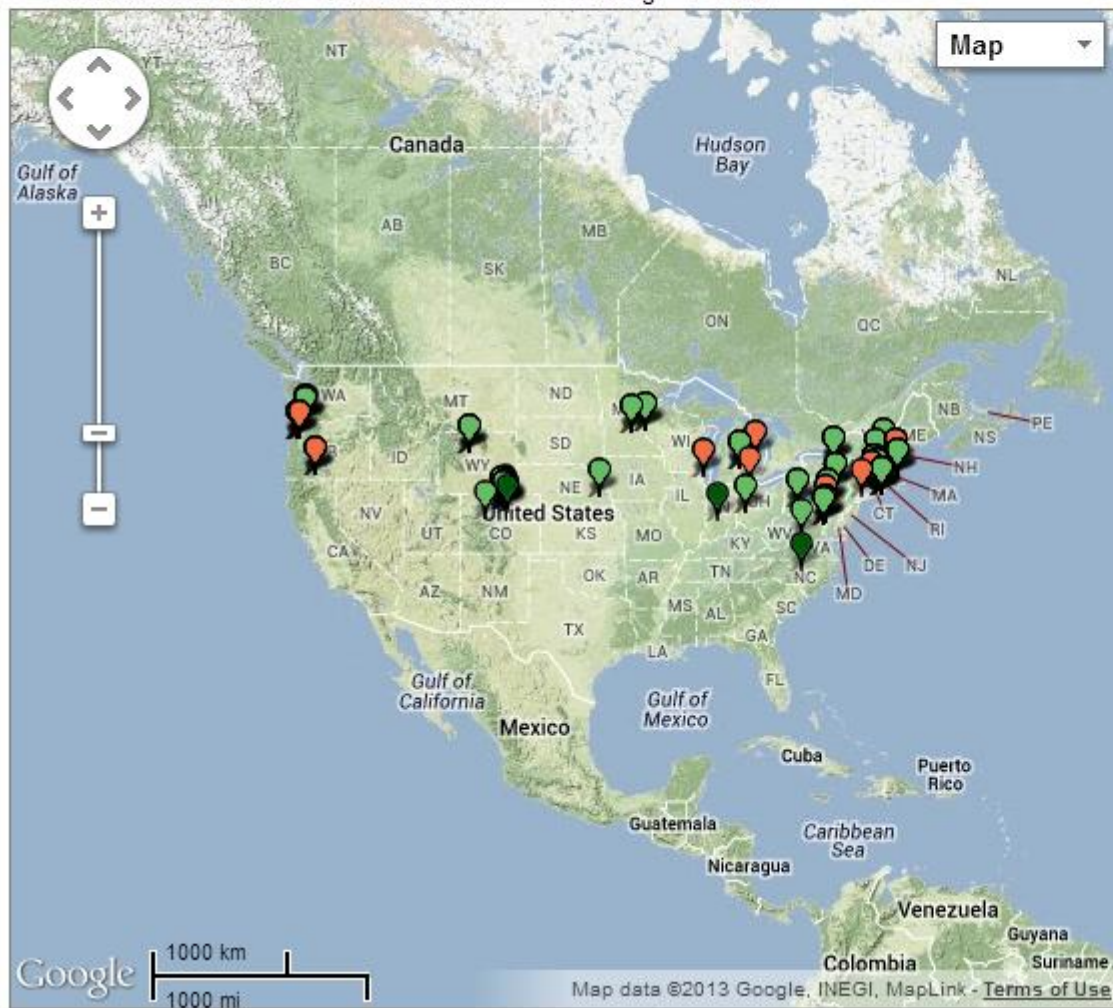 Map
YT
NT
Canada
Hudson
Bay
Gulf of
Alaska
AB
MB
BC
SK
NL
ON
QC
WA
MT
ND
NB
PE
ME
NS
ID
SD
WI
WY
NH
IA
NE
IL
MA
United States
NV
UT
CO
KS
MO
WV
VA
CT
RI
KY
CA
OK
TN
NC
DE
NJ
AZ
NM
AR
MD
MS
AL
SC
TX
GA
LA
FL
Gulf of
California
Gulf of
Mexico
Mexico
Cuba
Puerto
Rico
Guatemala
Caribbean
Sea
Nicaragua
Venezuela
Guyana
Colombia
Suriname
1000 km
Google
1000 mi
Map data ©2013 Google, INEGI, MapLink - Terms of Use